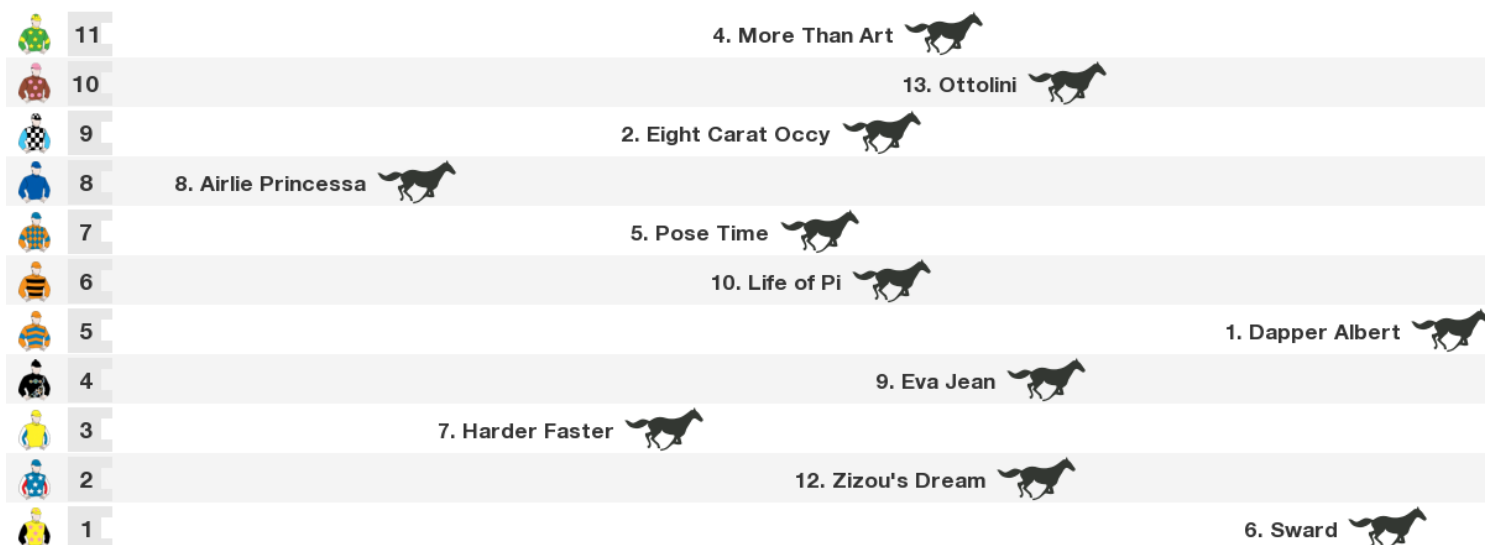 11 4. More Than Art
10 13. Ottolini
9 2. Eight Carat Occy
8 8. Airlie Princessa
7 5. Pose Time
6 10. Life of Pi
5 1. Dapper Albert
4 9. Eva Jean
3 7. Harder Faster
2 12. Zizou's Dream
1 6. Sward